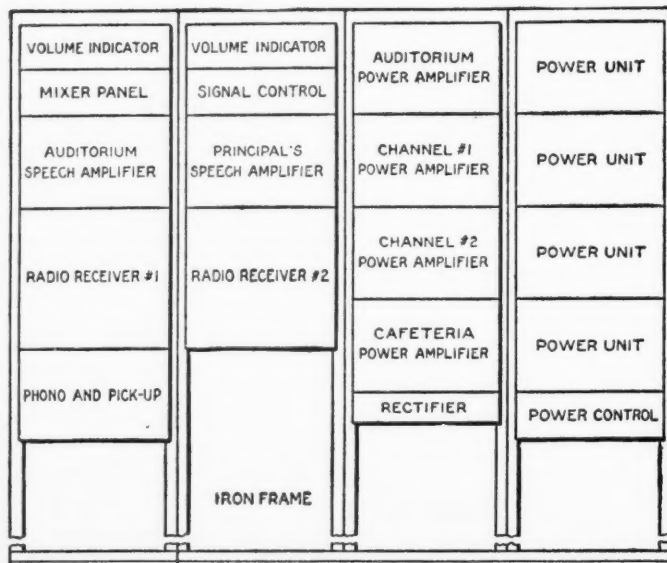 VOLUME INDICATOR
MIXER PANEL
AUDITORIUM
SPEECH AMPLIFIER
RADIO RECEIVER #1
PHONO AND PICK-UP
VOLUME INDICATOR
SIGNAL CONTROL
PRINCIPAL'S
SPEECH AMPLIFIER
RADIO RECEIVER #2
IRON FRAME
AUDITORIUM
POWER AMPLIFIER
CHANNEL #1
POWER AMPLIFIER
CHANNEL #2
POWER AMPLIFIER
CAFETERIA
POWER AMPLIFIER
RECTIFIER
POWER UNIT
POWER UNIT
POWER UNIT
POWER UNIT
POWER CONTROL